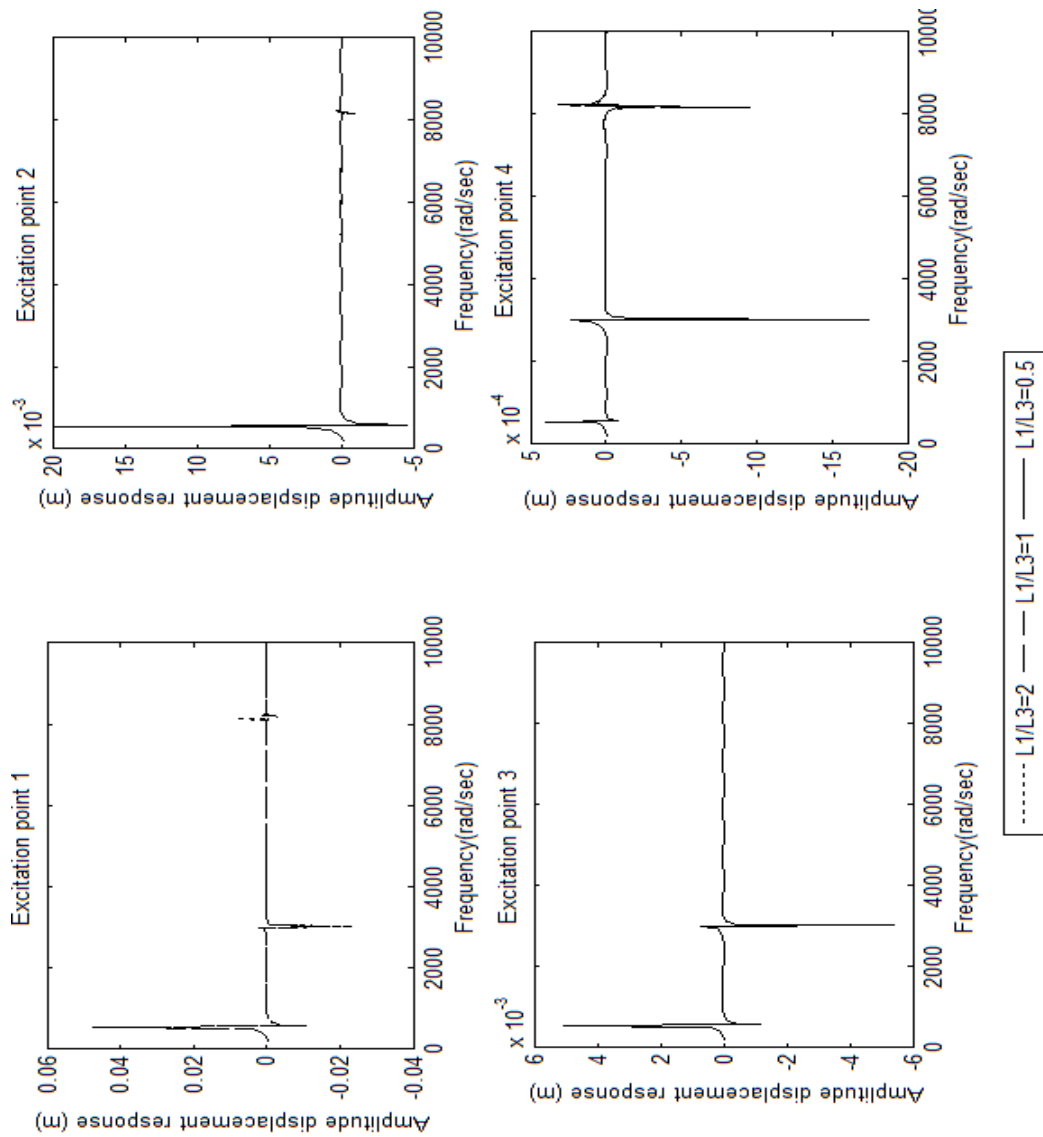 Excitation point 1
Amplitude displacement response (m)
0.06
0.04
0.02
0
-0.02
-0.04
0 2000 4000 6000 8000 10000
Frequency(rad/sec)
Excitation point 2
x 10-3
Amplitude displacement response (m)
20
15
10
5
0
-5
0 2000 4000 6000 8000 10000
Frequency(rad/sec)
Excitation point 3
x 10-3
Amplitude displacement response (m)
6
4
2
0
-2
-4
-6
0 2000 4000 6000 8000 10000
Frequency(rad/sec)
Excitation point 4
x 10-4
Amplitude displacement response (m)
5
0
-5
-10
-15
-20
0 2000 4000 6000 8000 10000
Frequency(rad/sec)
L1/L3=2 L1/L3=1 L1/L3=0.5